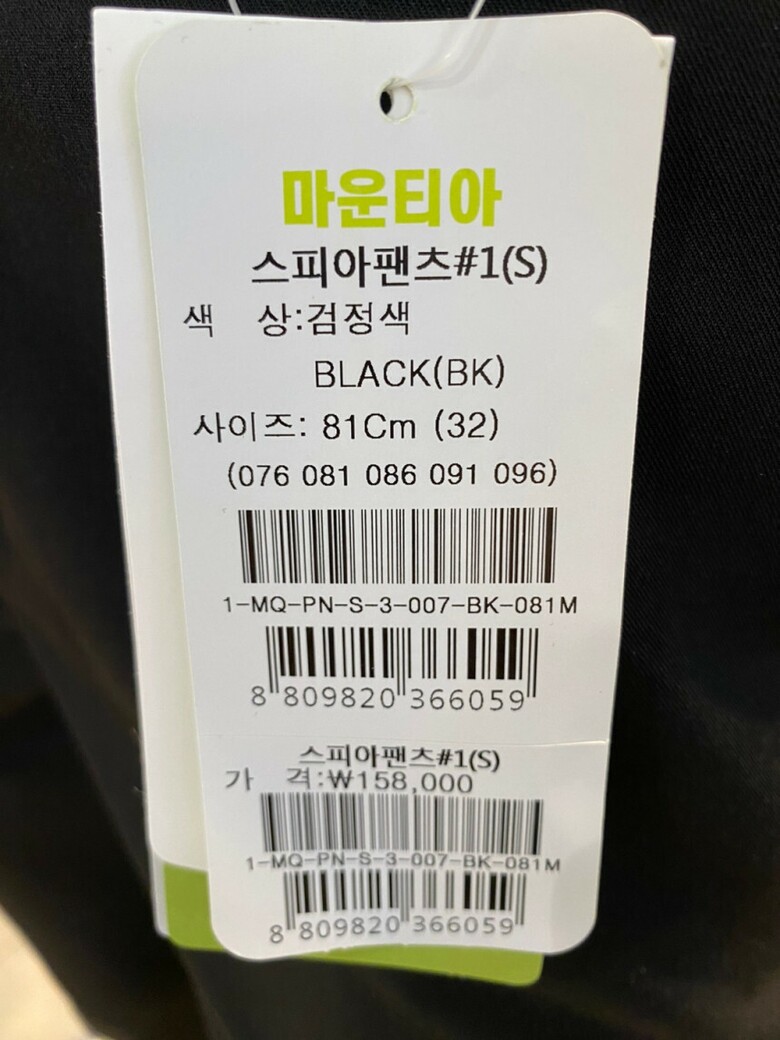 마운티아
스피아팬츠#1(S)
색 상:검정색
BLACK(BK)
사이즈: 81Cm (32)
(076 081 086 091 096)
1-MQ-PN-S-3-007-BK-081M
8 809820 366059
스피아팬츠#1(S)
가 격:₩158,000
1-MQ-PN-S-3-007-BK-081M
8 809820 366059